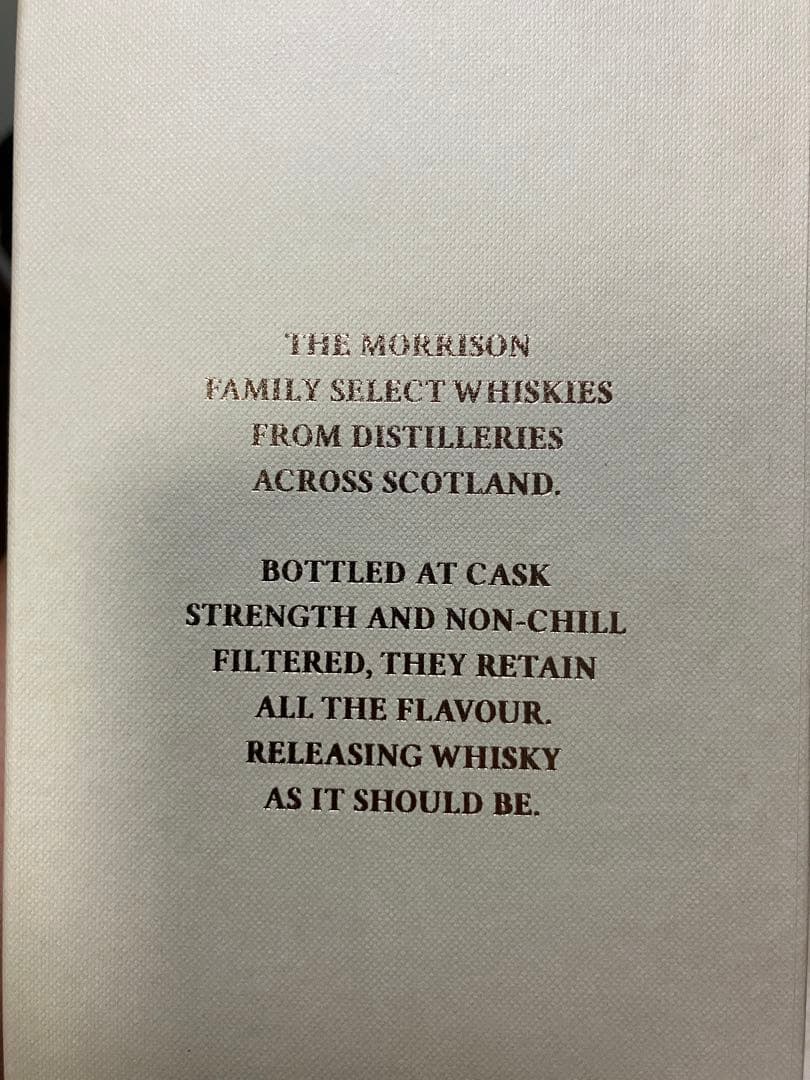 THE MORRISON
FAMILY SELECT WHISKIES
FROM DISTILLERIES
ACROSS SCOTLAND.
BOTTLED AT CASK
STRENGTH AND NON-CHILL
FILTERED, THEY RETAIN
ALL THE FLAVOUR.
RELEASING WHISKY
AS IT SHOULD BE.